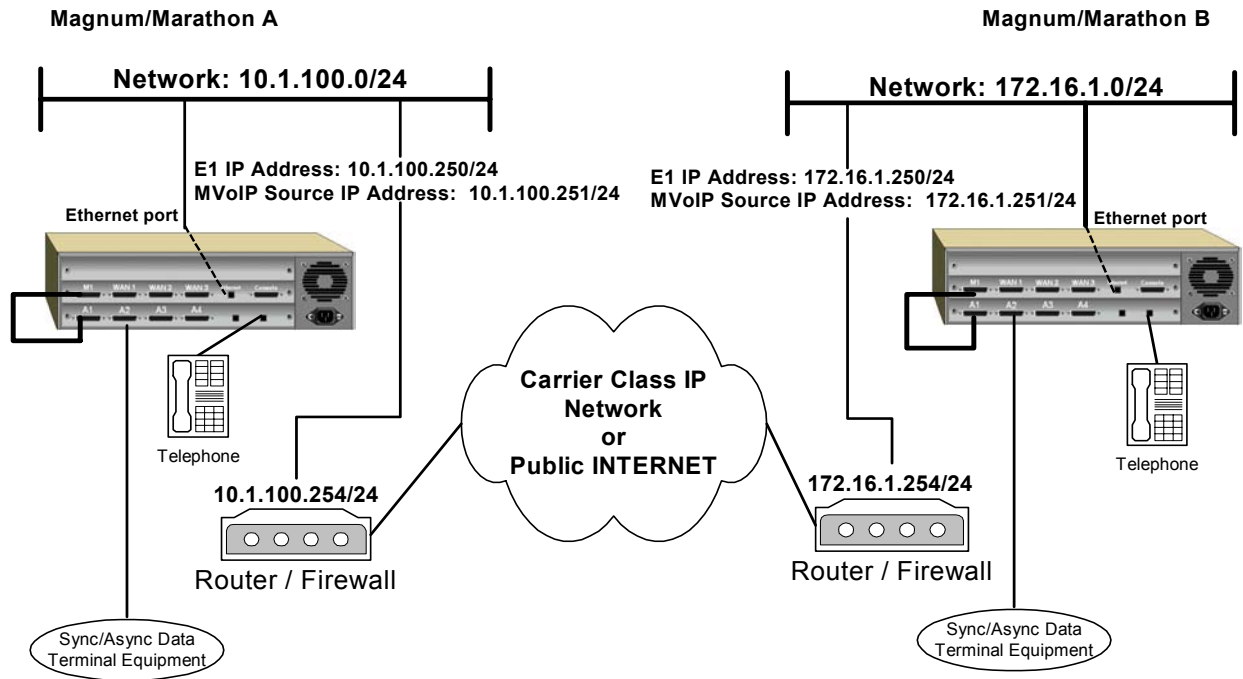 Magnum/Marathon A
Magnum/Marathon B
Network: 10.1.100.0/24
Network: 172.16.1.0/24
E1 IP Address: 10.1.100.250/24
MVoIP Source IP Address: 10.1.100.251/24
E1 IP Address: 172.16.1.250/24
MVoIP Source IP Address: 172.16.1.251/24
Ethernet port
Ethernet port
M1 WAN 1 WAN 2 WAN 3 Ethernet Console
A1 A2 A3 A4
M1 WAN 1 WAN 2 WAN 3 Ethernet Console
A1 A2 A3 A4
Carrier Class IP
Network
or
Public INTERNET
Telephone
Telephone
10.1.100.254/24
172.16.1.254/24
Router / Firewall
Router / Firewall
Sync/Async Data
Terminal Equipment
Sync/Async Data
Terminal Equipment